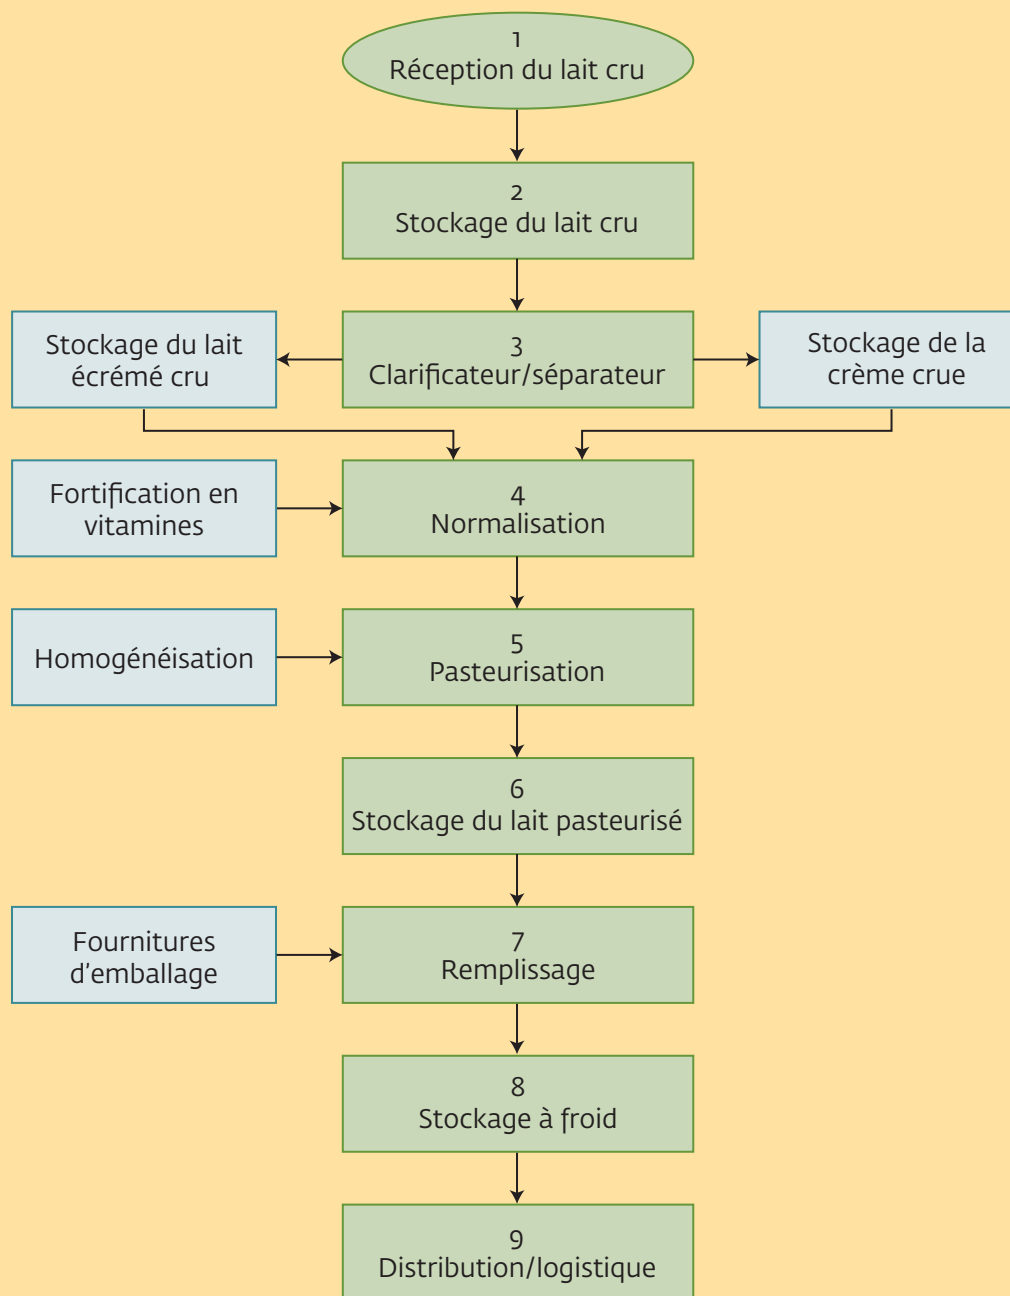 1
Réception du lait cru
2
Stockage du lait cru
Stockage du lait
écrémé cru
3
Clarificateur/séparateur
Stockage de la
crème crue
Fortification en
vitamines
4
Normalisation
Homogénéisation
5
Pasteurisation
6
Stockage du lait pasteurisé
Fournitures
d'emballage
7
Remplissage
8
Stockage à froid
9
Distribution/logistique